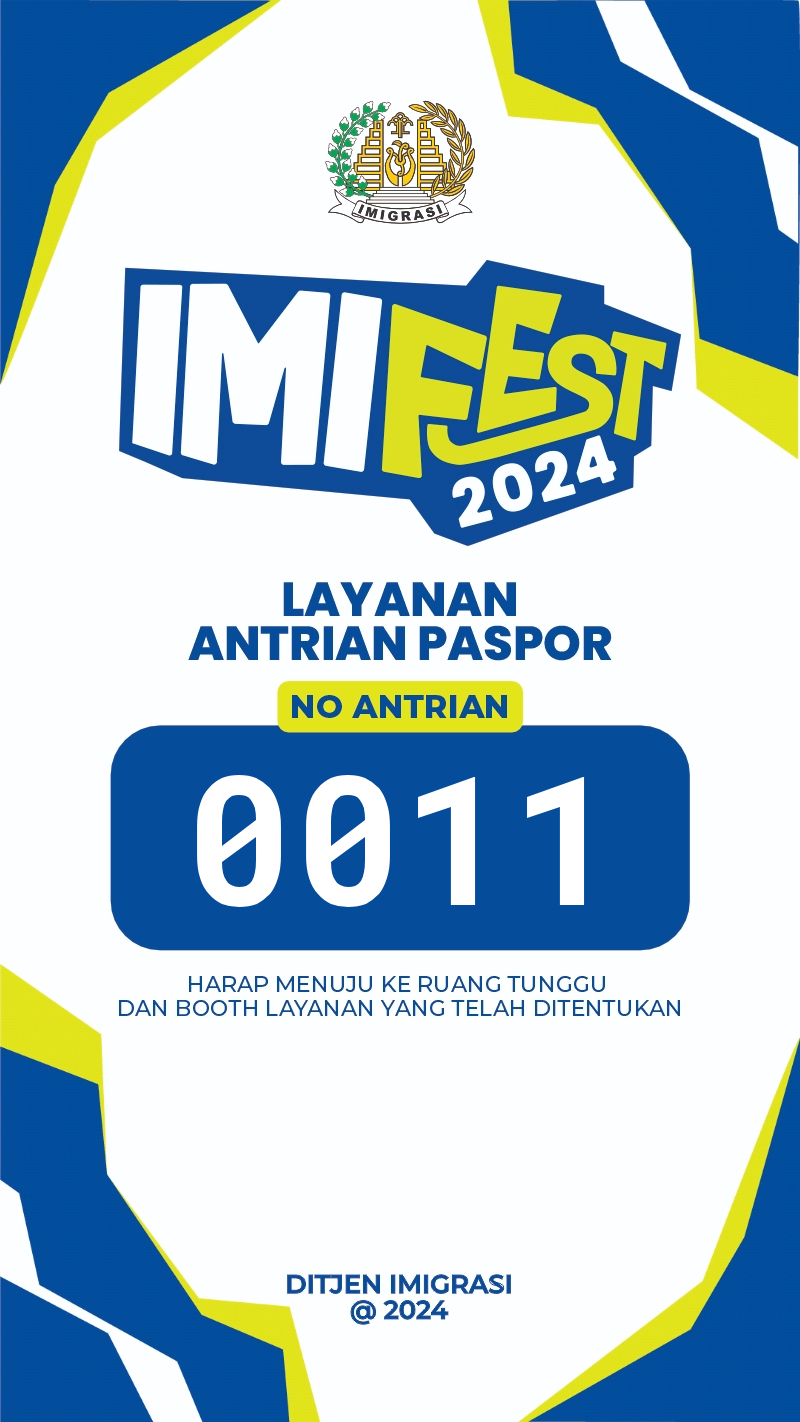 IMIGRASI
IMIFEST
2024
LAYANAN
ANTRIAN PASPOR
NO ANTRIAN
0011
HARAP MENUJU KE RUANG TUNGGU
DAN BOOTH LAYANAN YANG TELAH DITENTUKAN
DITJEN IMIGRASI
@ 2024